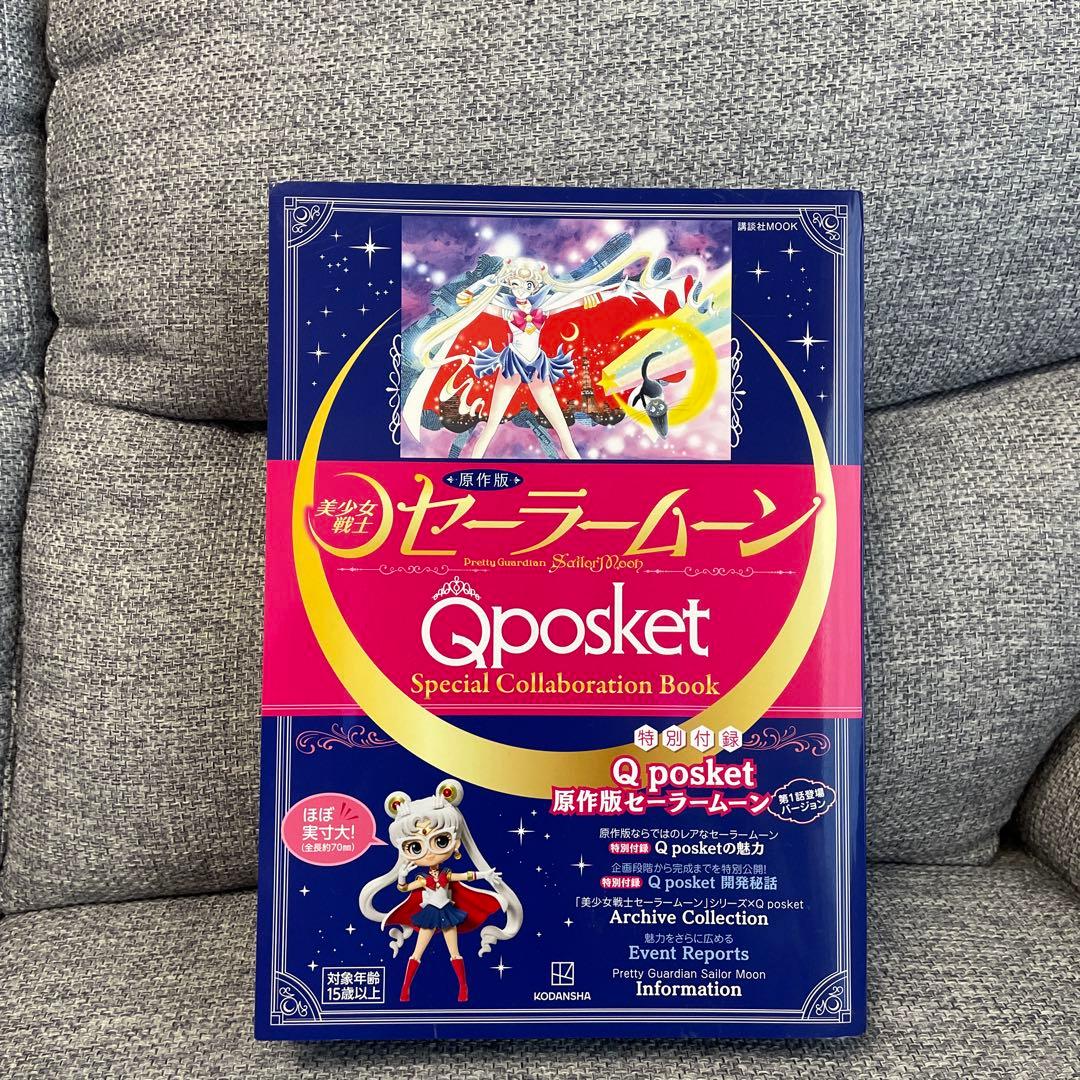 講談社MOOK
原作版
美少女
戦士
セーラームーン
Pretty Guardian Sailor Moon
Qposket
Special Collaboration Book
特別付録
Q posket
原作版セーラームーン
第1話登場
バージョン
ほぼ
実寸大!
(全長約70㎜)
原作版ならではのレアなセーラームーン
特別付録 Q posketの魅力
企画段階から完成までを特別公開!
特別付録 Q posket 開発秘話
「美少女戦士セーラームーン」シリーズ×Q posket
Archive Collection
魅力をさらに広める
Event Reports
Pretty Guardian Sailor Moon
Information
対象年齢
15歳以上
KODANSHA